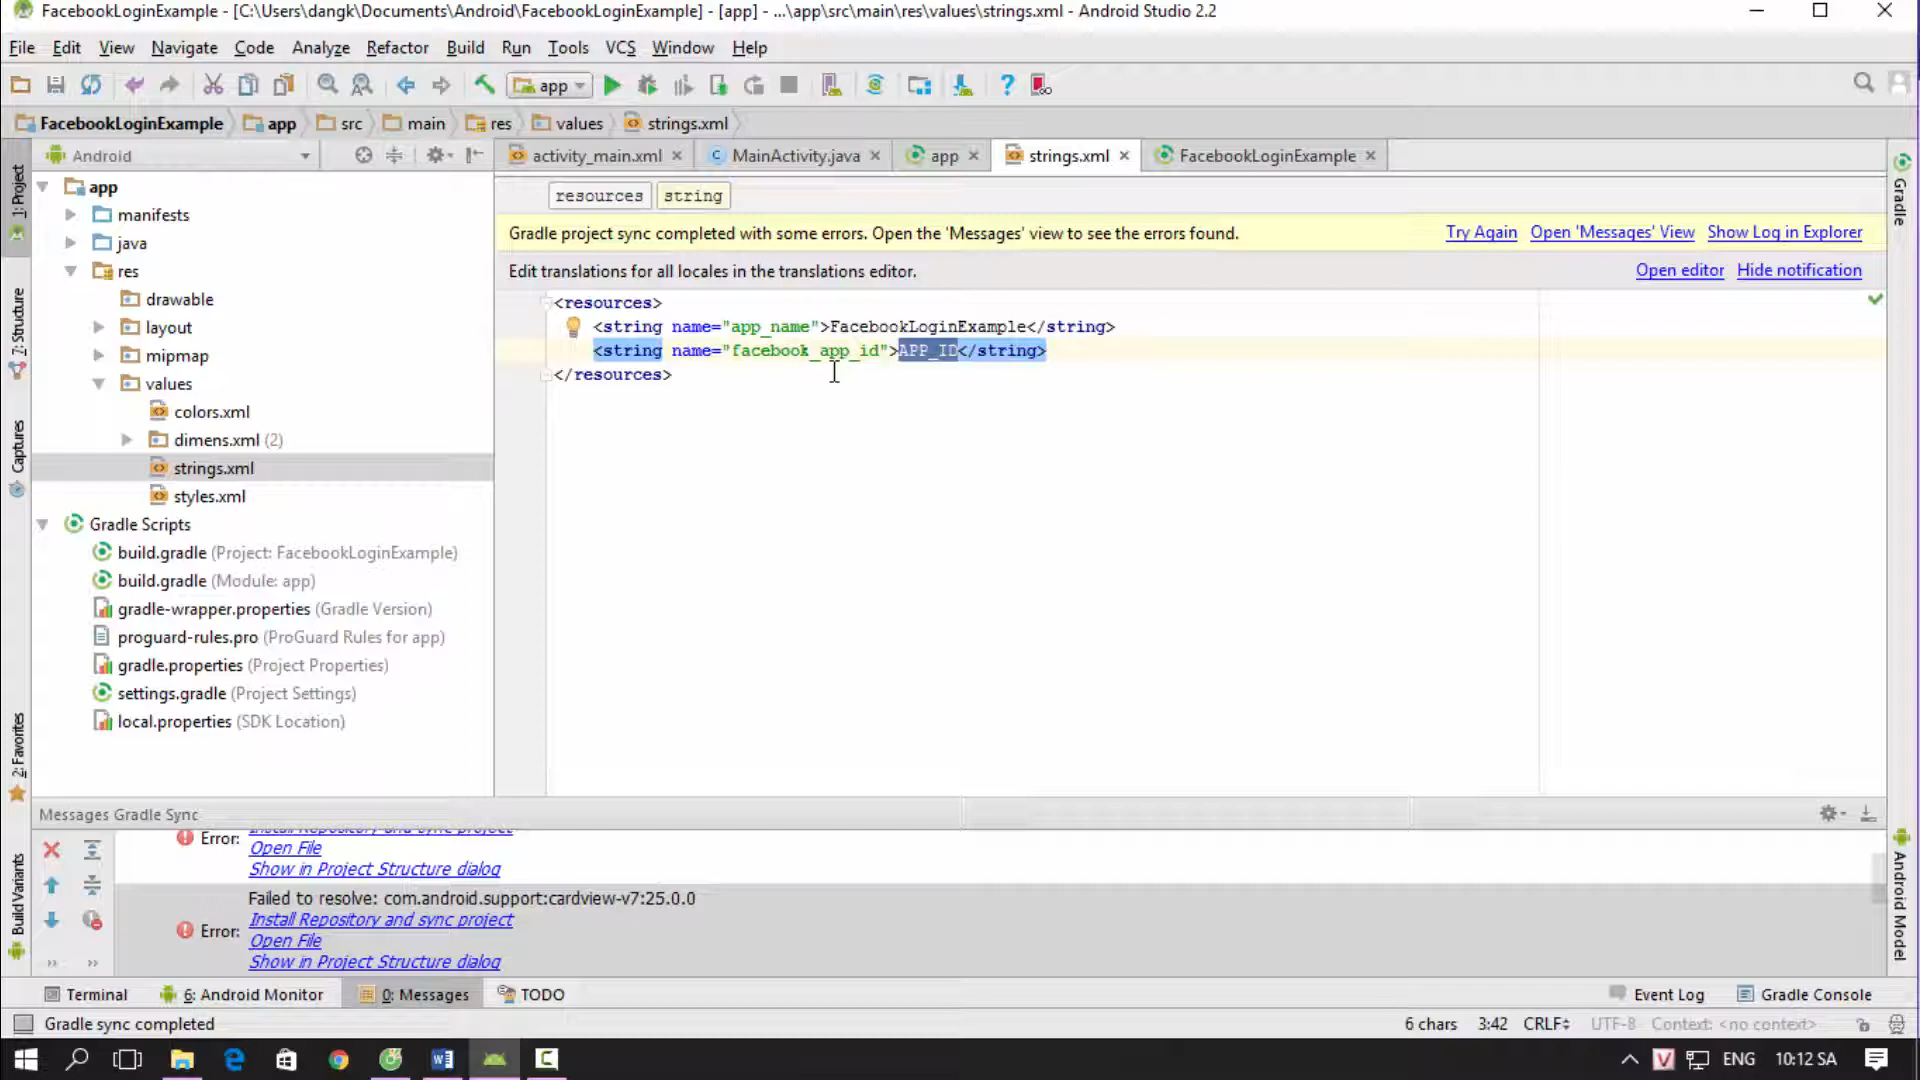 FacebookLoginExample - [C:\Users\dangk\Documents\Android\FacebookLoginExample] - [app] - ...\app\src\main\res\values\strings.xml - Android Studio 2.2
File Edit View Navigate Code Analyze Refactor Build Run Tools VCS Window Help
app
FacebookLoginExample app src main res values strings.xml
Android
activity_main.xml MainActivity.java app strings.xml FacebookLoginExample
1: Project
7: Structure
Captures
2: Favorites
Build Variants
app
manifests
java
res
drawable
layout
mipmap
values
colors.xml
dimens.xml (2)
strings.xml
styles.xml
Gradle Scripts
build.gradle (Project: FacebookLoginExample)
build.gradle (Module: app)
gradle-wrapper.properties (Gradle Version)
proguard-rules.pro (ProGuard Rules for app)
gradle.properties (Project Properties)
settings.gradle (Project Settings)
local.properties (SDK Location)
resources string
Gradle project sync completed with some errors. Open the 'Messages' view to see the errors found. Try Again Open 'Messages' View Show Log in Explorer
Edit translations for all locales in the translations editor. Open editor Hide notification
<resources>
<string name="app_name">FacebookLoginExample</string>
<string name="facebook_app_id">APP_ID</string>
</resources>
Gradle
Android Model
Messages Gradle Sync
Install Repository and sync project
Error:
Open File
Show in Project Structure dialog
Failed to resolve: com.android.support:cardview-v7:25.0.0
Install Repository and sync project
Error:
Open File
Show in Project Structure dialog
Terminal 6: Android Monitor 0: Messages TODO Event Log Gradle Console
Gradle sync completed 6 chars 3:42 CRLF UTF-8 Context: <no context>
ENG 10:12 SA